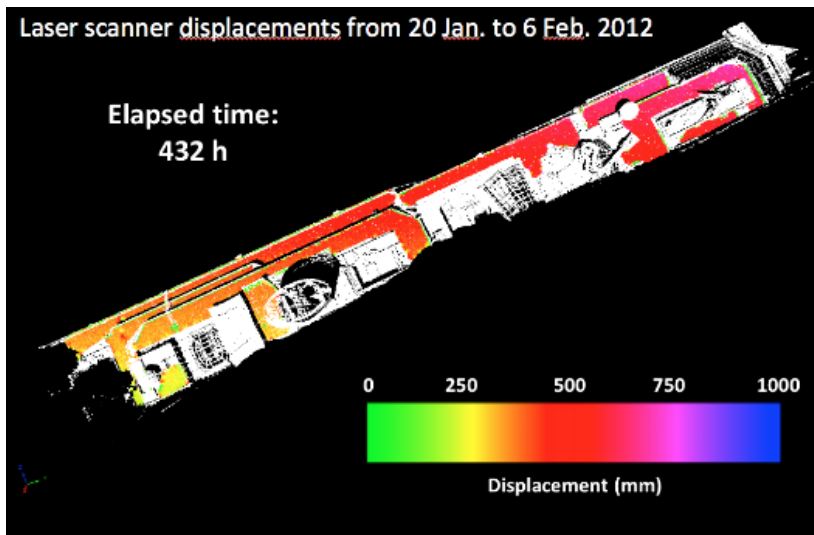 Laser scanner displacements from 20 Jan. to 6 Feb. 2012
Elapsed time:
432 h
0 250 500 750 1000
Displacement (mm)